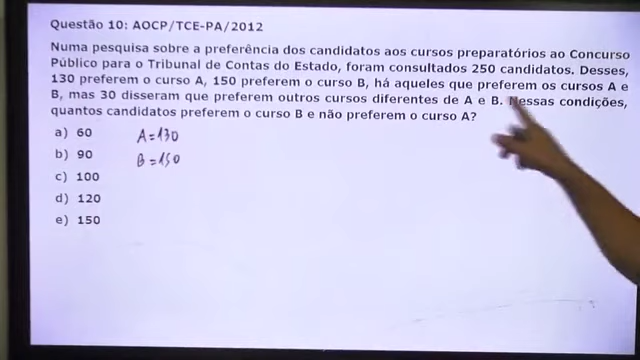 Questão 10: AOCP/TCE-PA/2012
Numa pesquisa sobre a preferência dos candidatos aos cursos preparatórios ao Concurso
Público para o Tribunal de Contas do Estado, foram consultados 250 candidatos. Desses,
130 preferem o curso A, 150 preferem o curso B, há aqueles que preferem os cursos A e
B, mas 30 disseram que preferem outros cursos diferentes de A e B. Nessas condições,
quantos candidatos preferem o curso B e não preferem o curso A?
a) 60
A=130
b) 90
B=150
c) 100
d) 120
e) 150